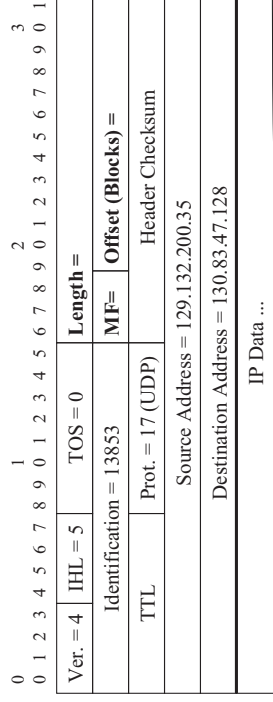 0 1 2 3
0 1 2 3 4 5 6 7 8 9 0 1 2 3 4 5 6 7 8 9 0 1 2 3 4 5 6 7 8 9 0 1
Ver. = 4 IHL = 5 TOS = 0 Length =
Identification = 13853 MF= Offset (Blocks) =
TTL Prot. = 17 (UDP) Header Checksum
Source Address = 129.132.200.35
Destination Address = 130.83.47.128
IP Data ...